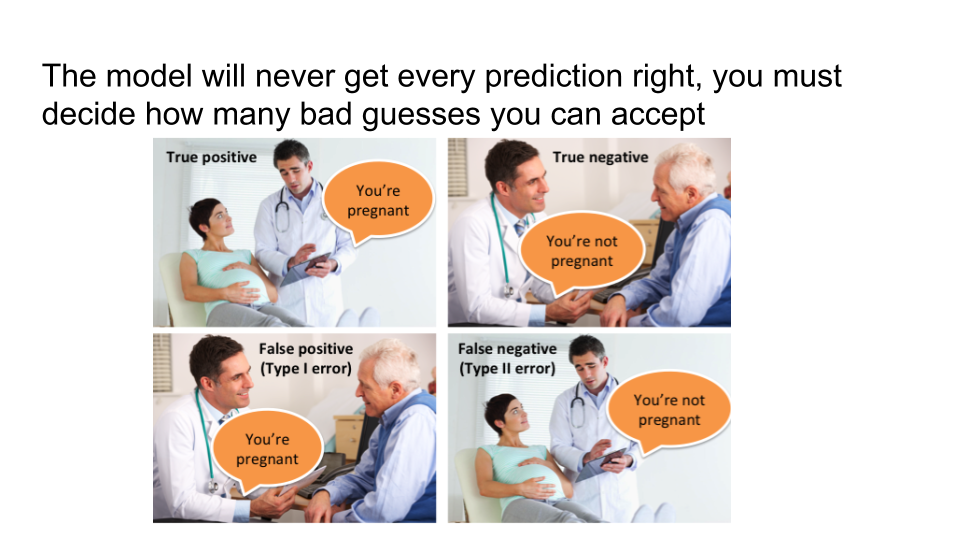 The model will never get every prediction right, you must
decide how many bad guesses you can accept
True positive
You’re
pregnant
True negative
You’re not
pregnant
False positive
(Type I error)
You’re
pregnant
False negative
(Type II error)
You’re not
pregnant